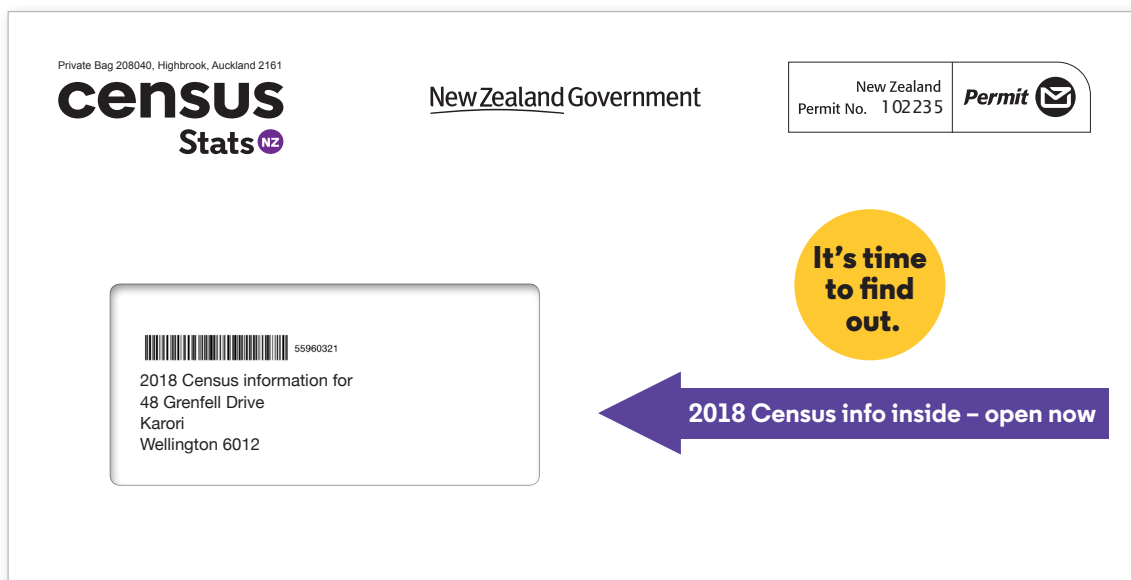 Private Bag 208040, Highbrook, Auckland 2161
census
Stats NZ
New Zealand Government
New Zealand
Permit No. 102235
Permit
It's time
to find
out.
55960321
2018 Census information for
48 Grenfell Drive
Karori
Wellington 6012
2018 Census info inside – open now